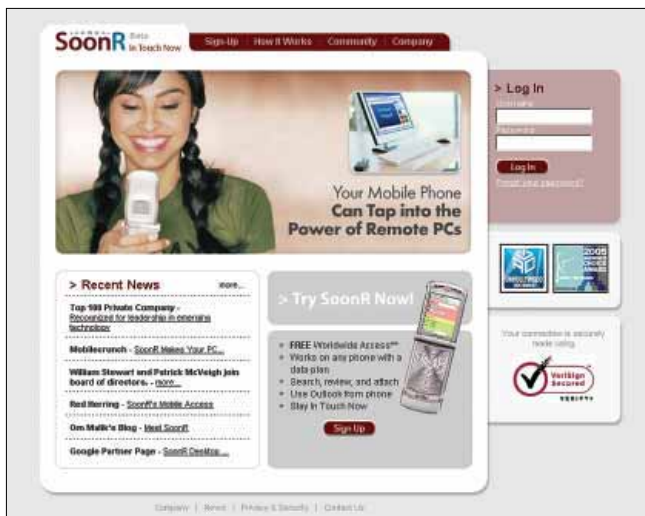 SoonR Beta
In Touch Now
Sign-Up How It Works Community Company
Your Mobile Phone
Can Tap into the
Power of Remote PCs
> Log In
Username
Password
Log In
Forgot your password?
> Recent News more...
Top 100 Private Company -
Recognized for leadership in emerging
technology
Mobilecrunch - SoonR Makes Your PC...
William Stewart and Patrick McVeigh join
board of directors. - more...
Red Herring - SoonR's Mobile Access
Om Malik's Blog - Meet SoonR
Google Partner Page - SoonR Desktop ...
> Try SoonR Now!
FREE Worldwide Access**
Works on any phone with a
data plan
Search, review, and attach
Use Outlook from phone
Stay In Touch Now
Sign Up
2005
Your connection is securely
made using
VeriSign
Secured
VERIFY
Company | News | Privacy & Security | Contact Us